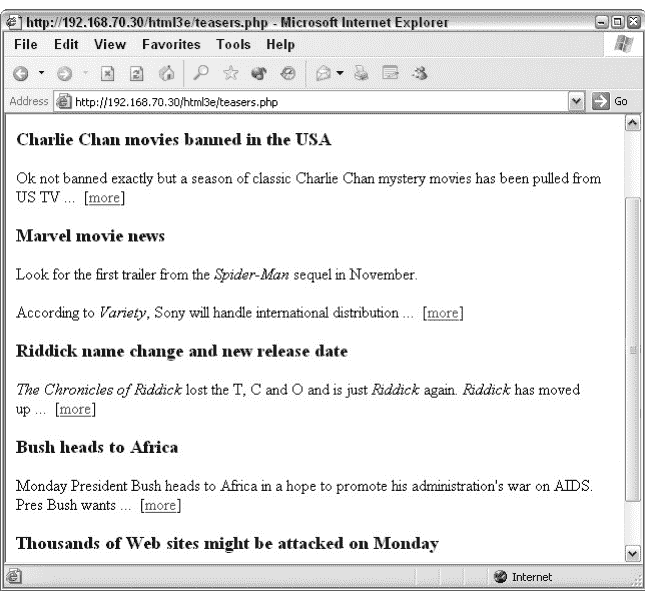 http://192.168.70.30/html3e/teasers.php - Microsoft Internet Explorer
File Edit View Favorites Tools Help
Address http://192.168.70.30/html3e/teasers.php Go
Charlie Chan movies banned in the USA
Ok not banned exactly but a season of classic Charlie Chan mystery movies has been pulled from
US TV ... [more]
Marvel movie news
Look for the first trailer from the Spider-Man sequel in November.
According to Variety, Sony will handle international distribution ... [more]
Riddick name change and new release date
The Chronicles of Riddick lost the T, C and O and is just Riddick again. Riddick has moved
up ... [more]
Bush heads to Africa
Monday President Bush heads to Africa in a hope to promote his administration's war on AIDS.
Pres Bush wants ... [more]
Thousands of Web sites might be attacked on Monday
Internet